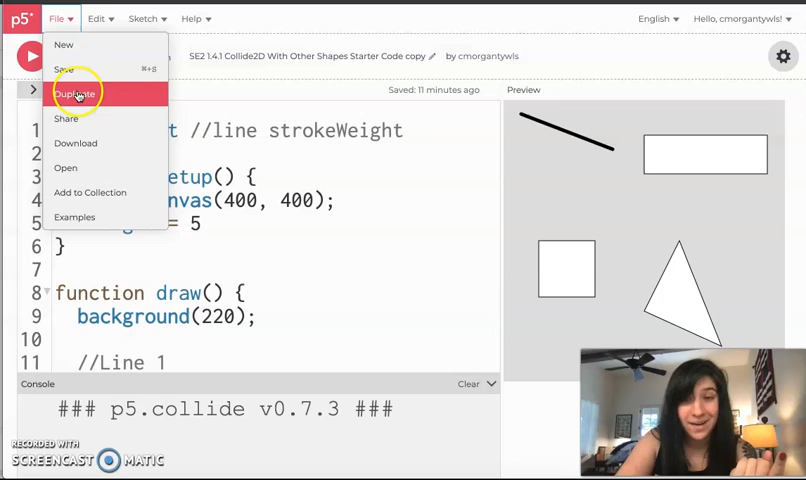 p5* File Edit Sketch Help English Hello, cmorgantywls!
New
SE2 1.4.1 Collide2D With Other Shapes Starter Code copy by cmorgantywls
Save ⌘+S
Duplicate Saved: 11 minutes ago Preview
Share
Download
Open
Add to Collection
Examples
1 t //line strokeWeight
2
3 etup() {
4 nvas(400, 400);
5 = 5
6 }
7
8 function draw() {
9 background(220);
10
11 //Line 1
Console Clear
### p5.collide v0.7.3 ###
RECORDED WITH
SCREENCAST MATIC